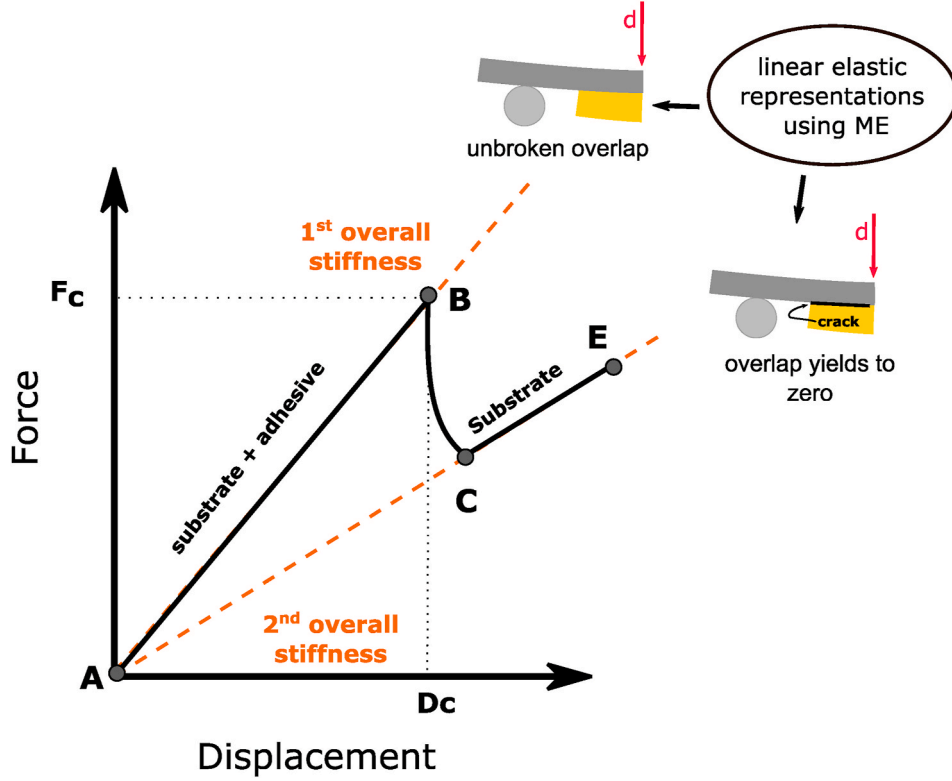 d
linear elastic
representations
using ME
unbroken overlap
1st overall
stiffness
d
Fc
B
crack
E
overlap yields to
zero
Substrate
substrate + adhesive
Force
C
2nd overall
stiffness
A
Dc
Displacement